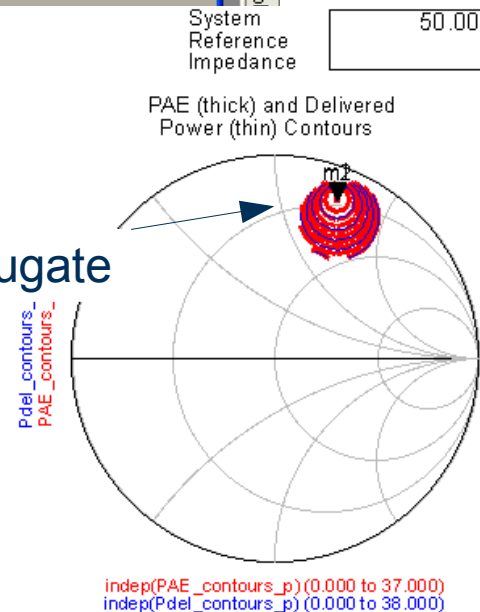 System
Reference
Impedance
50.00
PAE (thick) and Delivered
Power (thin) Contours
ugate
Pdel_contours_
PAE_contours_
indep(PAE_contours_p) (0.000 to 37.000)
indep(Pdel_contours_p) (0.000 to 38.000)